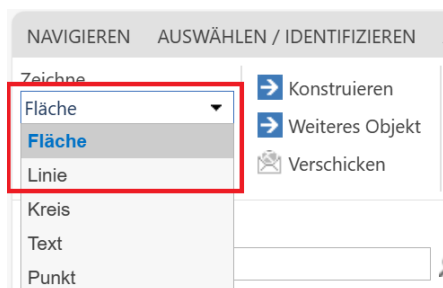 NAVIGIEREN AUSWÄHLEN / IDENTIFIZIEREN
Zeichne
Fläche
Fläche
Linie
Kreis
Text
Punkt
Konstruieren
Weiteres Objekt
Verschicken